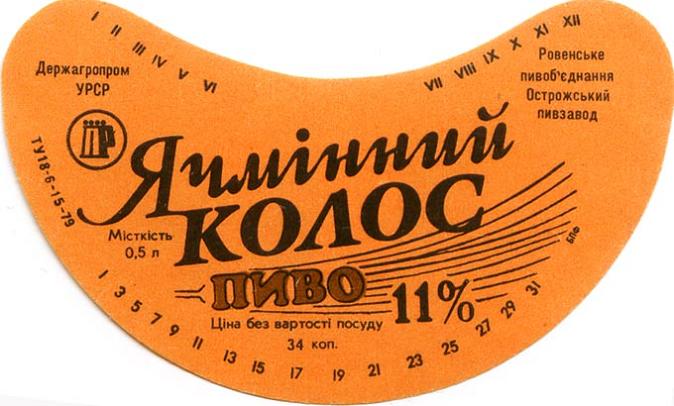 I II III IV V VI
VII VIII IX X XI XII
Держагропром
УРСР
Ровенське
пивоб'єднання
Острожський
пивзавод
ПР
ТУ18-6-15-79
Ячмінний
КОЛОС
Місткість
0,5 л
ПИВО
11%
Ціна без вартості посуду
34 коп.
БПФ
1 3 5 7 9 11 13 15 17 19 21 23 25 27 29 31